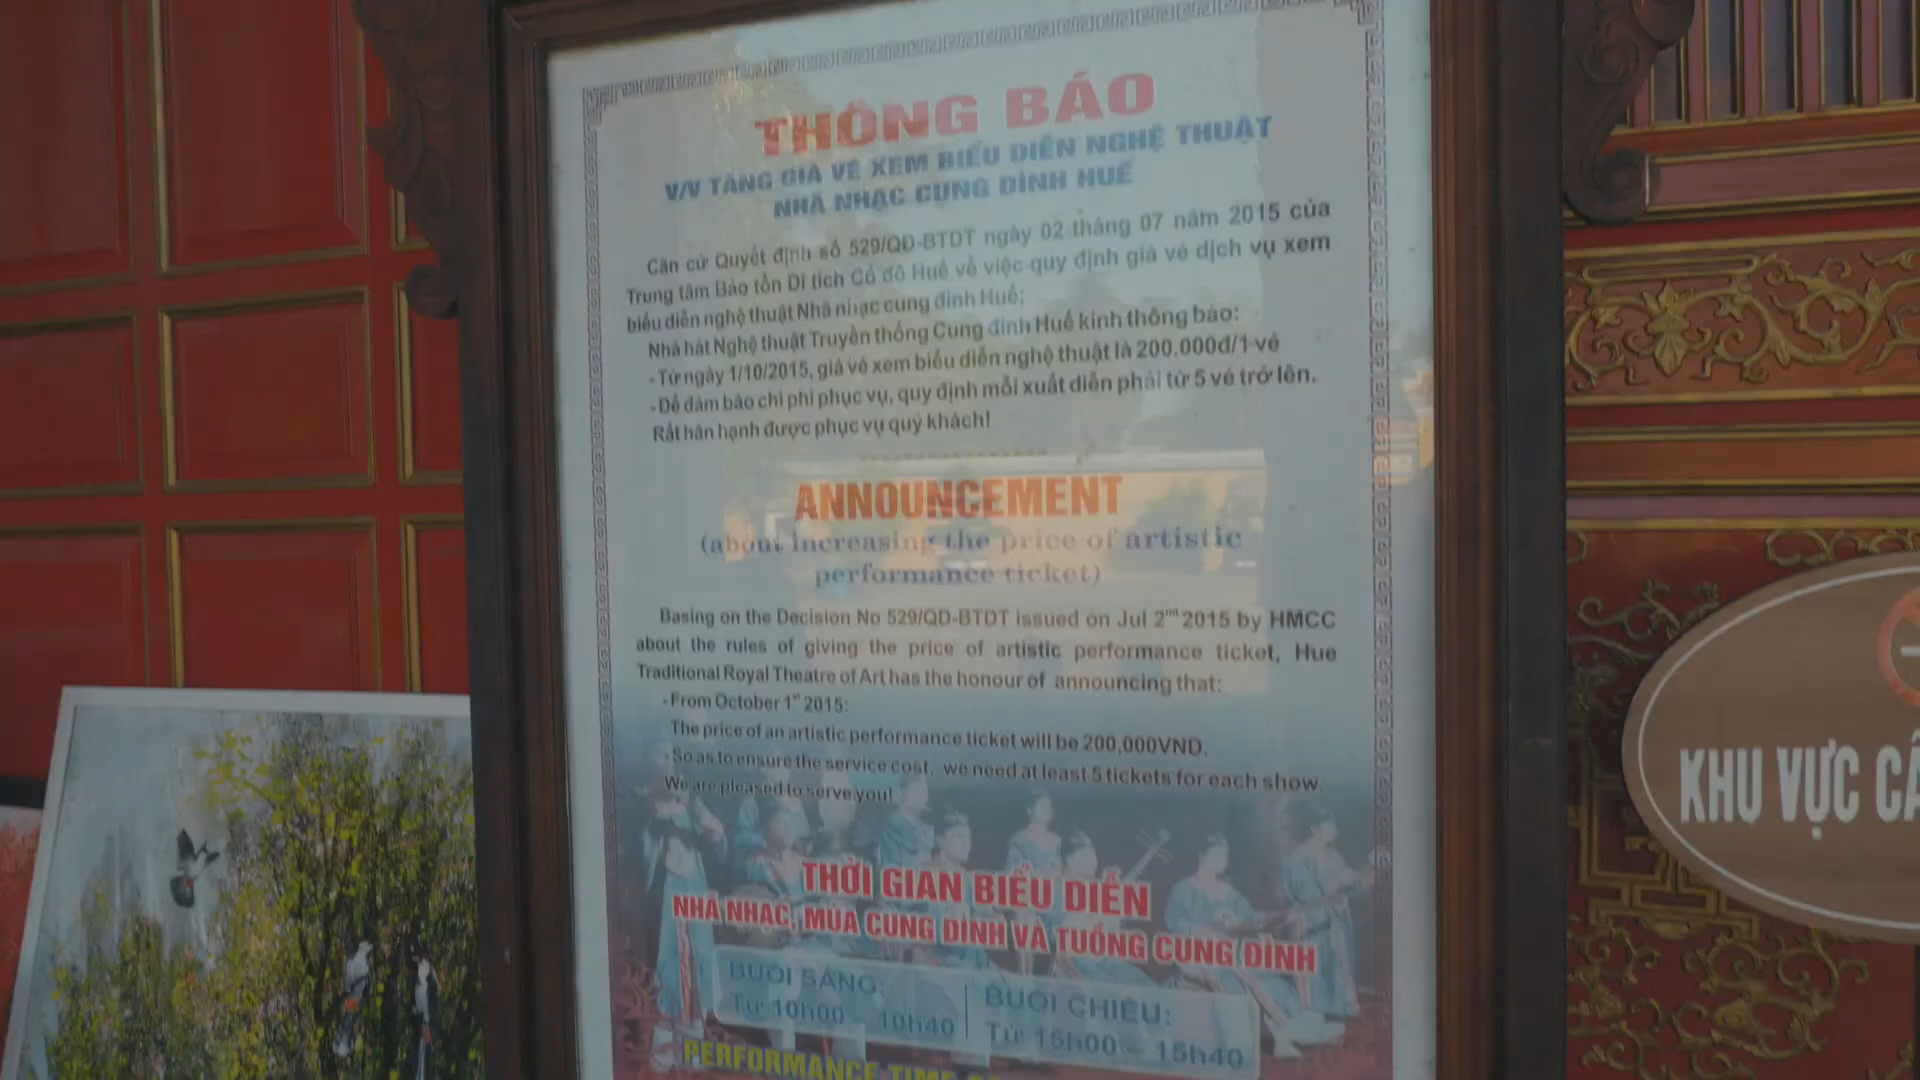 THÔNG BÁO
V/V TĂNG GIÁ VÉ XEM BIỂU DIỄN NGHỆ THUẬT
NHÃ NHẠC CUNG ĐÌNH HUẾ
Căn cứ Quyết định số 529/QĐ-BTDT ngày 02 tháng 07 năm 2015 của
Trung tâm Bảo tồn Di tích Cố đô Huế về việc quy định giá vé dịch vụ xem
biểu diễn nghệ thuật Nhã nhạc cung đình Huế;
Nhà hát Nghệ thuật Truyền thống Cung đình Huế kính thông báo:
- Từ ngày 1/10/2015, giá vé xem biểu diễn nghệ thuật là 200.000đ/1 vé
- Để đảm bảo chi phí phục vụ, quy định mỗi xuất diễn phải từ 5 vé trở lên.
Rất hân hạnh được phục vụ quý khách!
ANNOUNCEMENT
(about increasing the price of artistic
performance ticket)
Basing on the Decision No 529/QD-BTDT issued on Jul 2nd 2015 by HMCC
about the rules of giving the price of artistic performance ticket, Hue
Traditional Royal Theatre of Art has the honour of announcing that:
- From October 1st 2015:
The price of an artistic performance ticket will be 200,000VND.
- So as to ensure the service cost, we need at least 5 tickets for each show.
We are pleased to serve you!
THỜI GIAN BIỂU DIỄN
NHÃ NHẠC, MÚA CUNG ĐÌNH VÀ TUỒNG CUNG ĐÌNH
BUỔI SÁNG:
Từ 10h00 - 10h40
BUỔI CHIỀU:
Từ 15h00 - 15h40
PERFORMANCE TIME
KHU VỰC